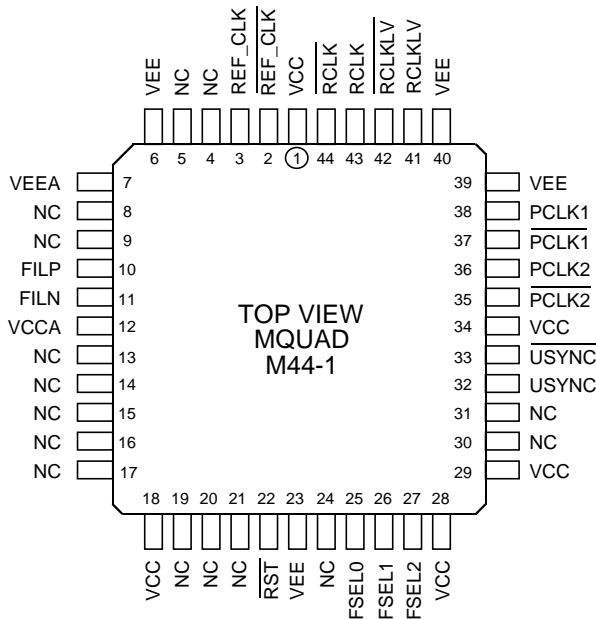 VEE NC NC REF_CLK REF_CLK VCC RCLK RCLK RCLKLV RCLKLV VEE
6 5 4 3 2 1 44 43 42 41 40
VEEA 7 39 VEE
NC 8 38 PCLK1
NC 9 37 PCLK1
FILP 10 36 PCLK2
FILN 11 35 PCLK2
VCCA 12 34 VCC
NC 13 33 USYNC
NC 14 32 USYNC
NC 15 31 NC
NC 16 30 NC
NC 17 29 VCC
TOP VIEW
MQUAD
M44-1
18 19 20 21 22 23 24 25 26 27 28
VCC NC NC NC RST VEE NC FSEL0 FSEL1 FSEL2 VCC